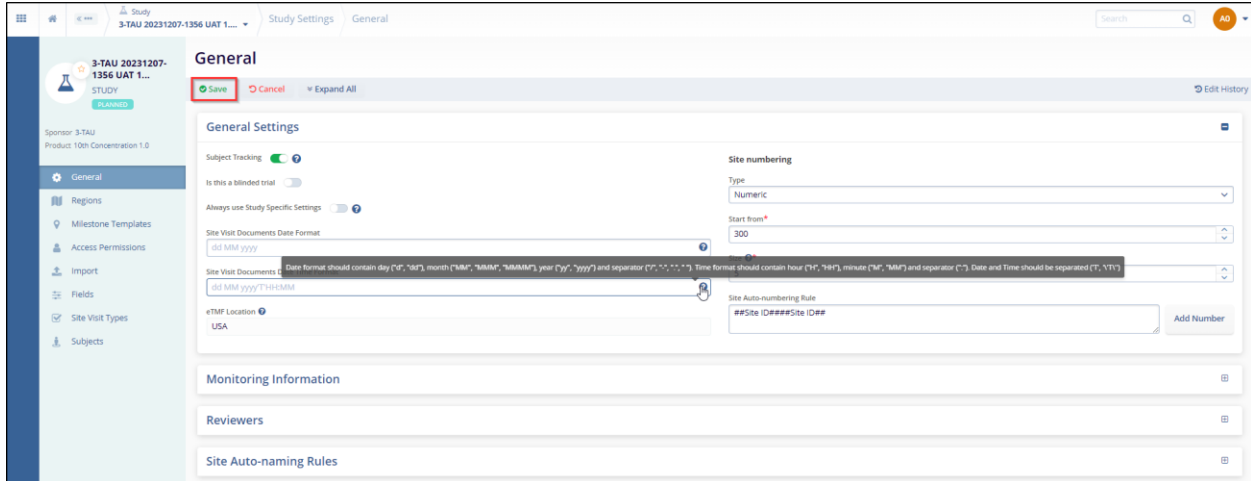 Study
3-TAU 20231207-1356 UAT 1....
Study Settings
General
Search
AO
3-TAU 20231207-
1356 UAT 1...
STUDY
PLANNED
Sponsor 3-TAU
Product 10th Concentration 1.0
General
Regions
Milestone Templates
Access Permissions
Import
Fields
Site Visit Types
Subjects
General
Save
Cancel
Expand All
Edit History
General Settings
Subject Tracking
Is this a blinded trial
Always use Study Specific Settings
Site Visit Documents Date Format
dd MM yyyy
Site Visit Documents
Date format should contain day ("d", "dd"), month ("MM", "MMM", "MMMM"), year ("yy", "yyyy") and separator ("/", "-", ".", " "). Time format should contain hour ("H", "HH"), minute ("M", "MM") and separator (":"). Date and Time should be separated
dd MM yyyy'T'HH:MM
eTMF Location
USA
Site numbering
Type
Numeric
Start from*
300
Site Auto-numbering Rule
##Site ID####Site ID##
Add Number
Monitoring Information
Reviewers
Site Auto-naming Rules